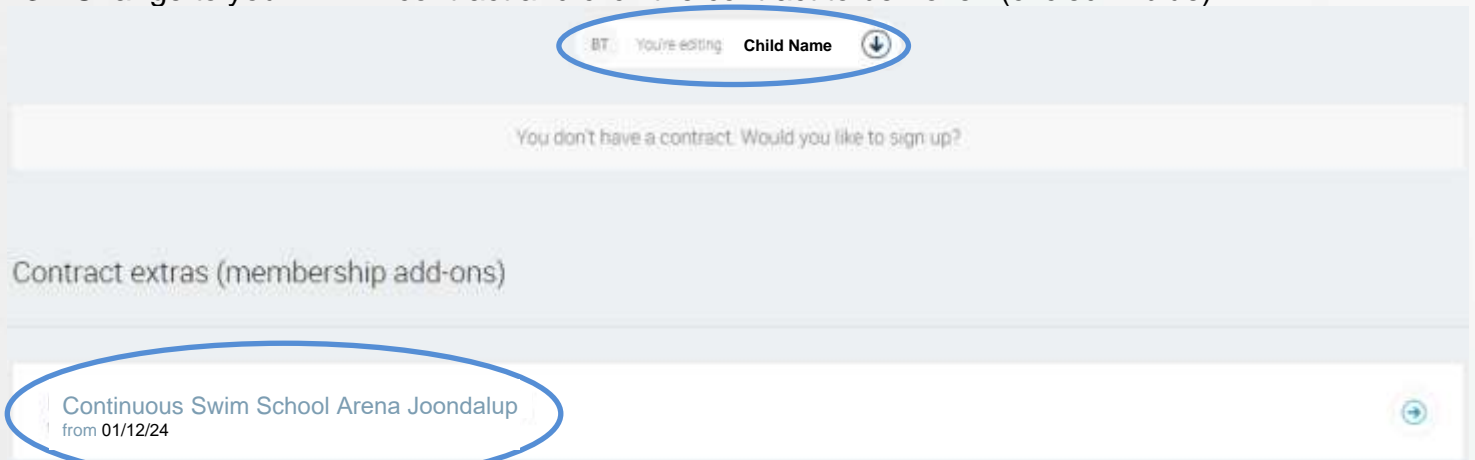 BT You're editing Child Name
You don't have a contract. Would you like to sign up?
Contract extras (membership add-ons)
Continuous Swim School Arena Joondalup
from 01/12/24